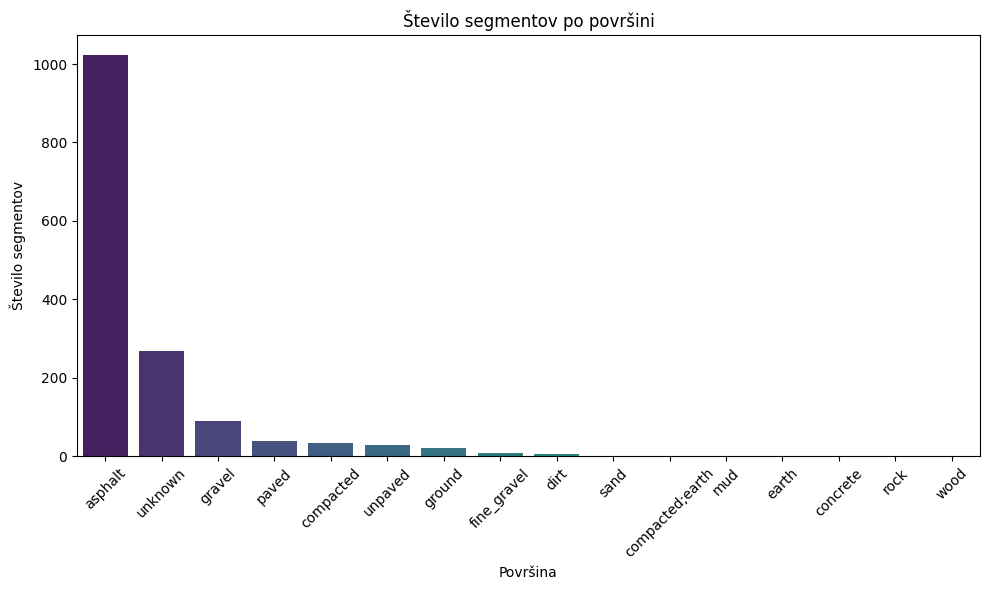 Število segmentov po površini
Število segmentov
1000
800
600
400
200
0
asphalt
unknown
gravel
paved
compacted
unpaved
ground
fine_gravel
dirt
sand
compacted;earth
mud
earth
concrete
rock
wood
Površina